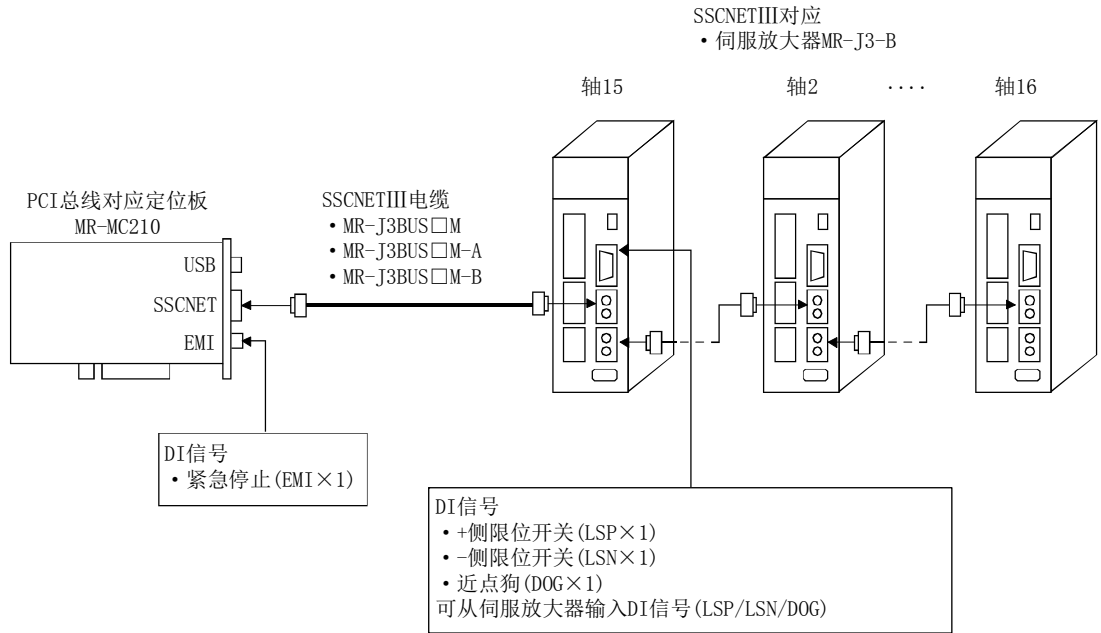 SSCNETⅢ对应
・伺服放大器MR-J3-B
轴15
轴2
····
轴16
PCI总线对应定位板
MR-MC210
SSCNETⅢ电缆
・MR-J3BUS□M
・MR-J3BUS□M-A
・MR-J3BUS□M-B
USB
SSCNET
EMI
DI信号
・紧急停止(EMI×1)
DI信号
・+侧限位开关(LSP×1)
・-侧限位开关(LSN×1)
・近点狗(DOG×1)
可从伺服放大器输入DI信号(LSP/LSN/DOG)